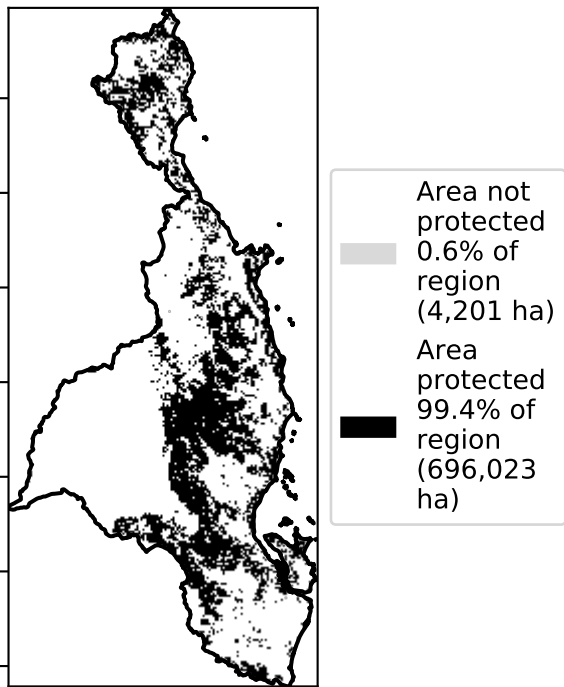 Area not
protected
0.6% of
region
(4,201 ha)
Area
protected
99.4% of
region
(696,023
ha)